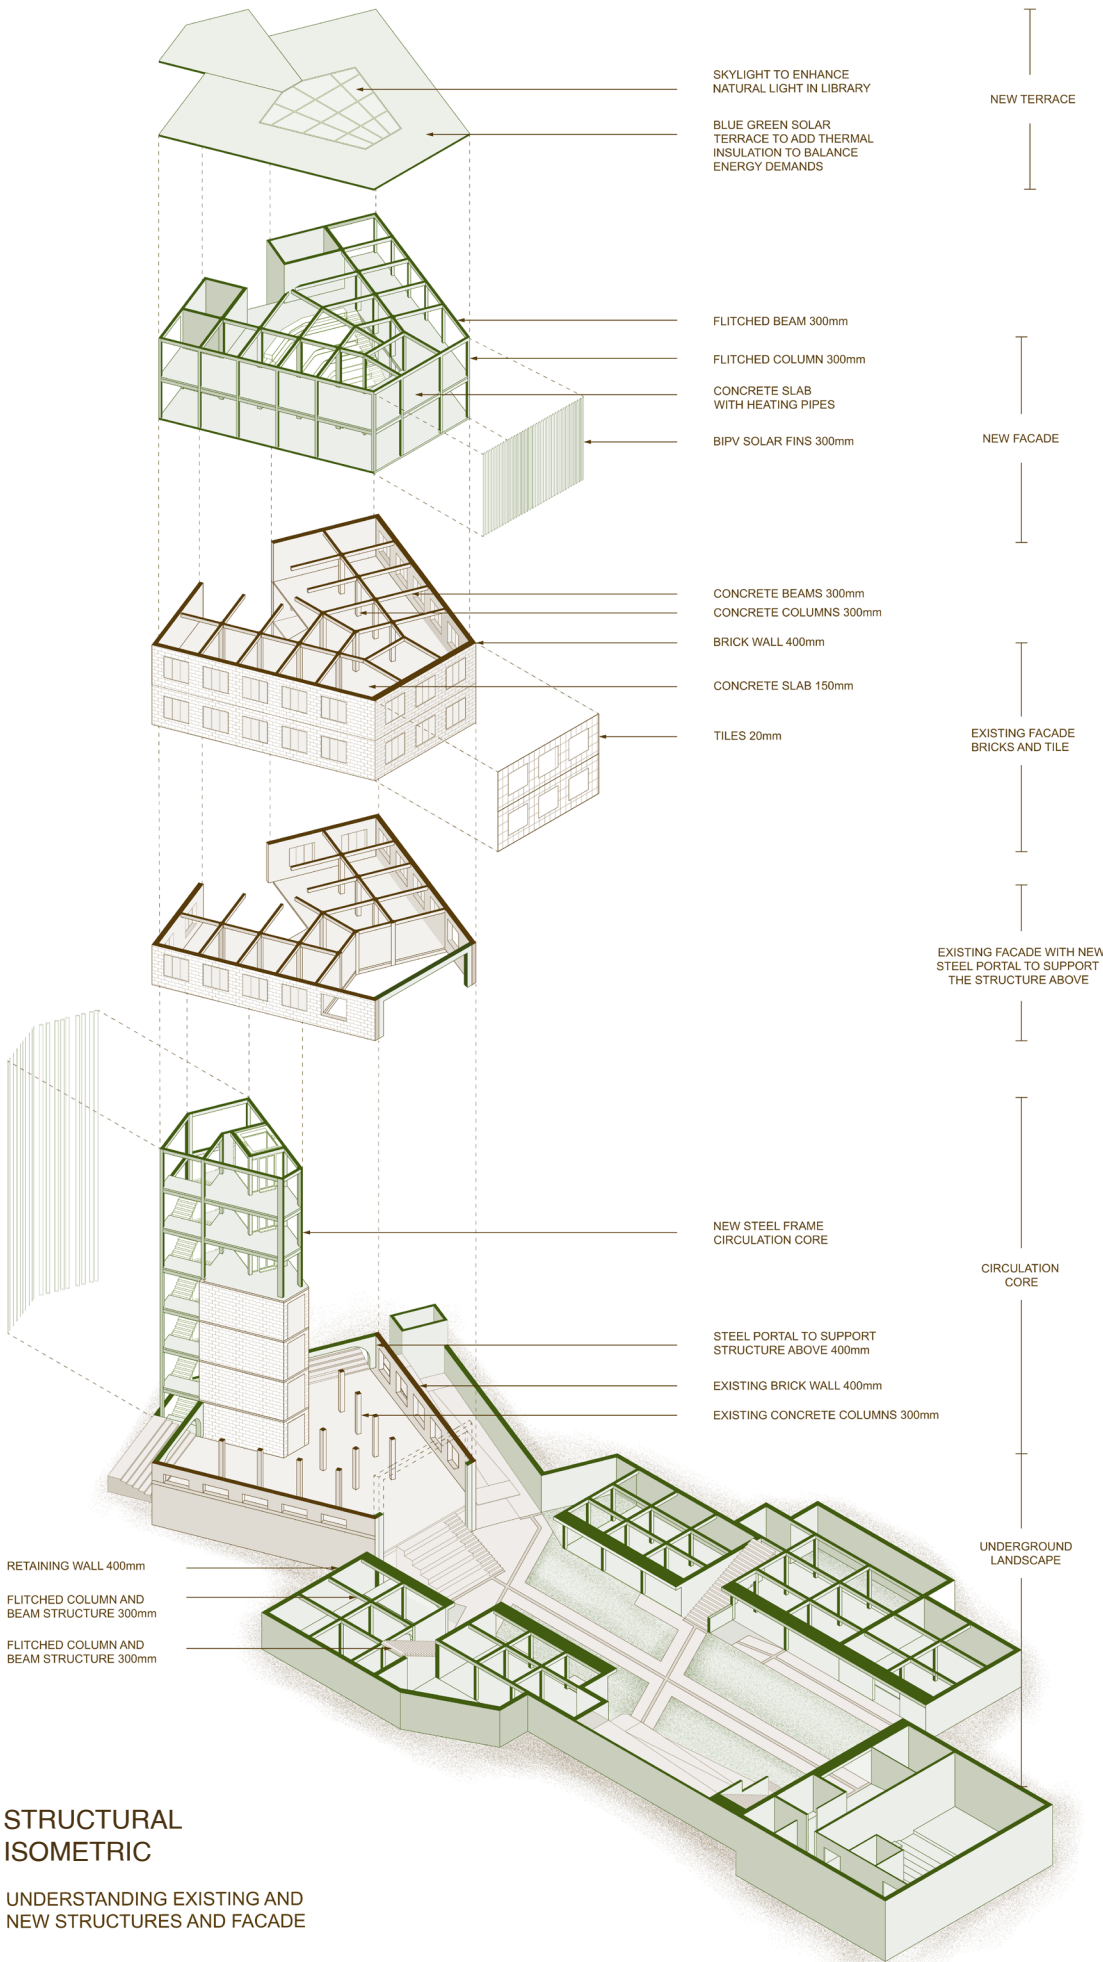 SKYLIGHT TO ENHANCE
NATURAL LIGHT IN LIBRARY
NEW TERRACE
BLUE GREEN SOLAR
TERRACE TO ADD THERMAL
INSULATION TO BALANCE
ENERGY DEMANDS
FLITCHED BEAM 300mm
FLITCHED COLUMN 300mm
CONCRETE SLAB
WITH HEATING PIPES
NEW FACADE
BIPV SOLAR FINS 300mm
CONCRETE BEAMS 300mm
CONCRETE COLUMNS 300mm
BRICK WALL 400mm
CONCRETE SLAB 150mm
TILES 20mm
EXISTING FACADE
BRICKS AND TILE
EXISTING FACADE WITH NEW
STEEL PORTAL TO SUPPORT
THE STRUCTURE ABOVE
NEW STEEL FRAME
CIRCULATION CORE
CIRCULATION
CORE
STEEL PORTAL TO SUPPORT
STRUCTURE ABOVE 400mm
EXISTING BRICK WALL 400mm
EXISTING CONCRETE COLUMNS 300mm
UNDERGROUND
LANDSCAPE
RETAINING WALL 400mm
FLITCHED COLUMN AND
BEAM STRUCTURE 300mm
FLITCHED COLUMN AND
BEAM STRUCTURE 300mm
STRUCTURAL
ISOMETRIC
UNDERSTANDING EXISTING AND
NEW STRUCTURES AND FACADE